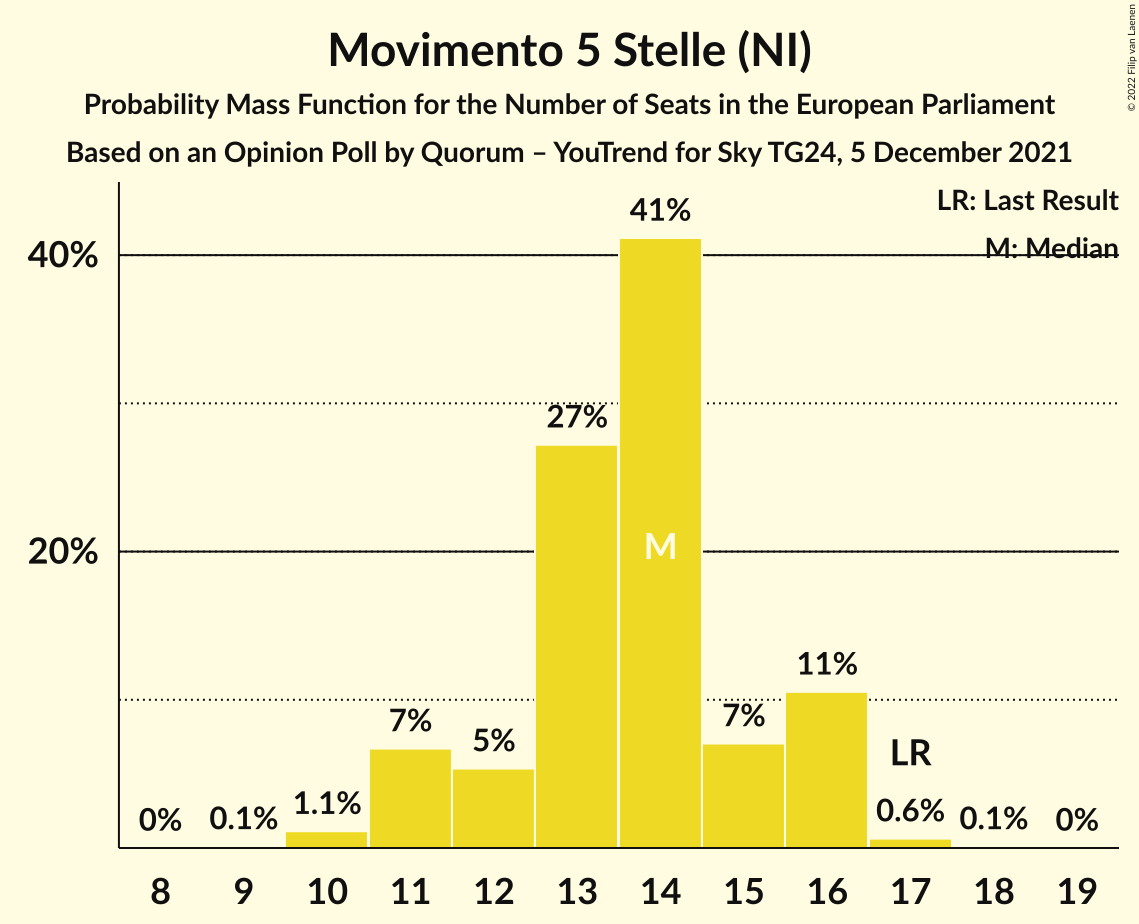 Movimento 5 Stelle (NI)
Probability Mass Function for the Number of Seats in the European Parliament
Based on an Opinion Poll by Quorum – YouTrend for Sky TG24, 5 December 2021
© 2022 Filip van Laenen
LR: Last Result
M: Median
40%
20%
0%
0.1%
1.1%
7%
5%
27%
41%
M
7%
11%
LR
0.6%
0.1%
0%
8 9 10 11 12 13 14 15 16 17 18 19